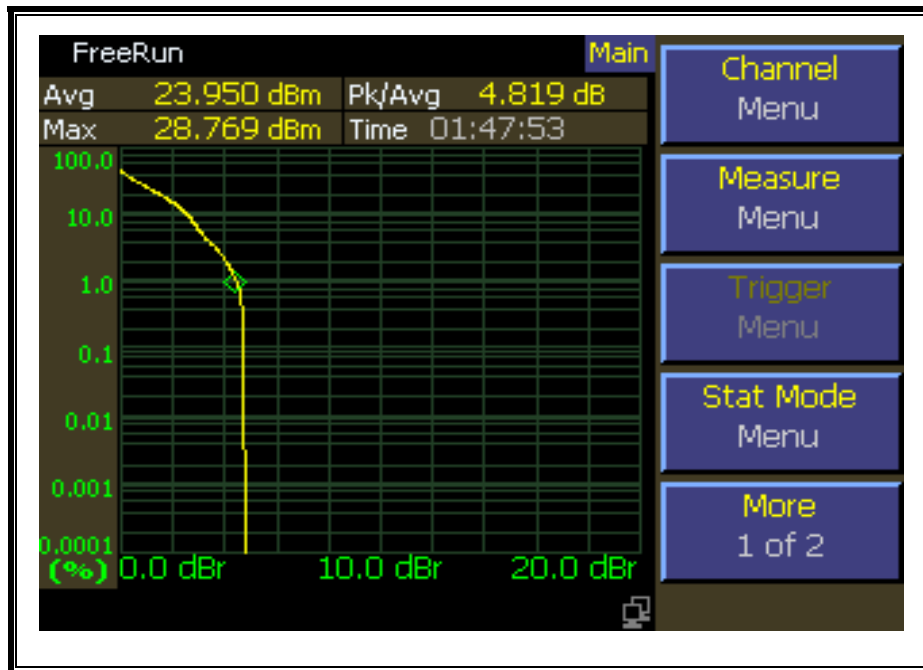 FreeRun Main
Avg 23.950 dBm Pk/Avg 4.819 dB
Max 28.769 dBm Time 01:47:53
100.0
10.0
1.0
0.1
0.01
0.001
0.0001
(%) 0.0 dBr 10.0 dBr 20.0 dBr
Channel
Menu
Measure
Menu
Trigger
Menu
Stat Mode
Menu
More
1 of 2